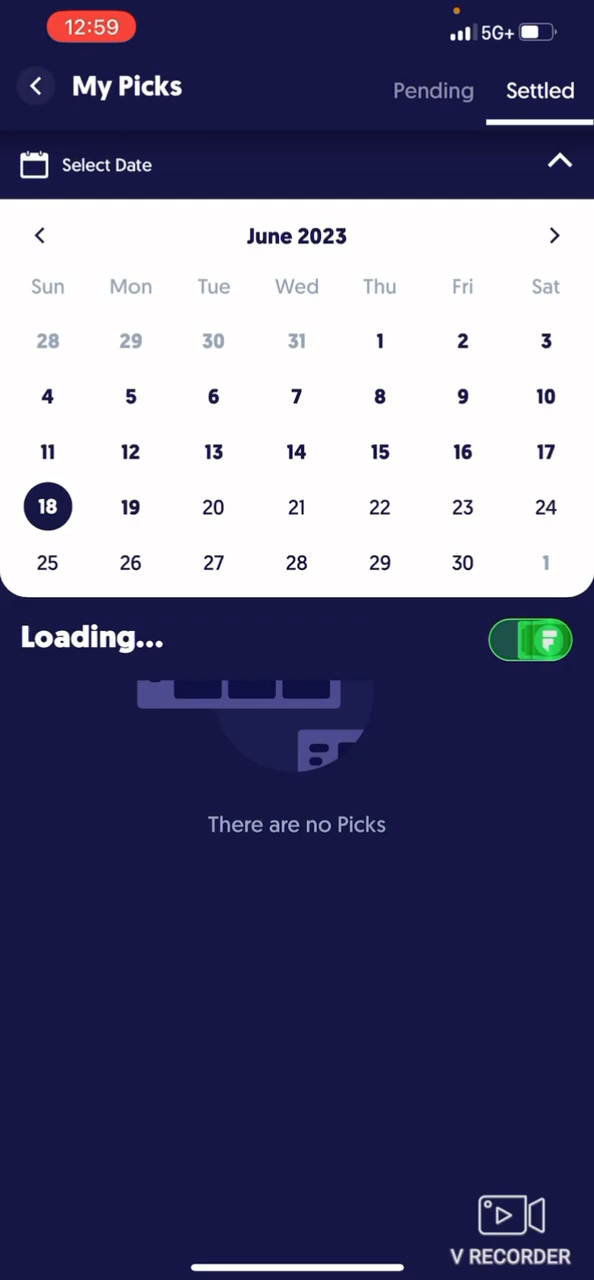 12:59
5G+
My Picks
Pending
Settled
Select Date
June 2023
Sun Mon Tue Wed Thu Fri Sat
28 29 30 31 1 2 3
4 5 6 7 8 9 10
11 12 13 14 15 16 17
18 19 20 21 22 23 24
25 26 27 28 29 30 1
Loading...
There are no Picks
V RECORDER